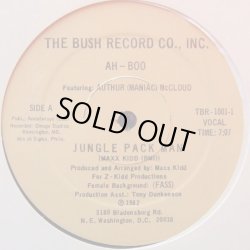 THE BUSH RECORD CO., INC.
AH-BOO
Featuring: AUTHUR (MANIAC) McCLOUD
SIDE A
TBR-1001-1
VOCAL
TIME: 7:07
SOLD OUT
JUNGLE PACK MAN
(MAXX KIDD (BMI))
Produced and Arranged by: Maxx Kidd
For Z-Kidd Productions
Female Background: (FASS)
Production Asst.: Tony Dunkerson
℗ 1982
3109 Bladensburg Rd.
N.E. Washington, D.C. 20018